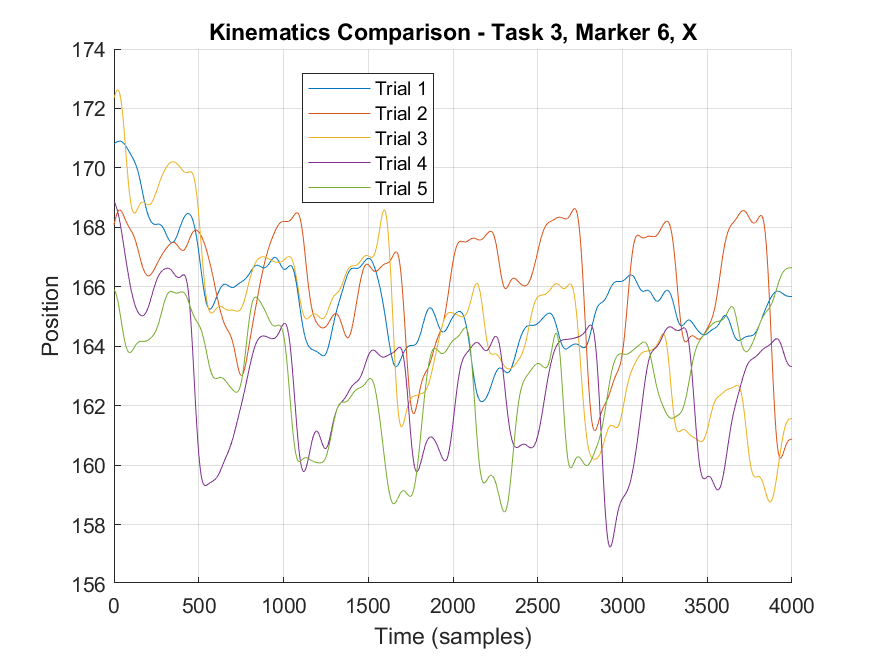 Kinematics Comparison - Task 3, Marker 6, X
174
172
170
168
166
164
162
160
158
156
Position
Trial 1
Trial 2
Trial 3
Trial 4
Trial 5
0 500 1000 1500 2000 2500 3000 3500 4000
Time (samples)